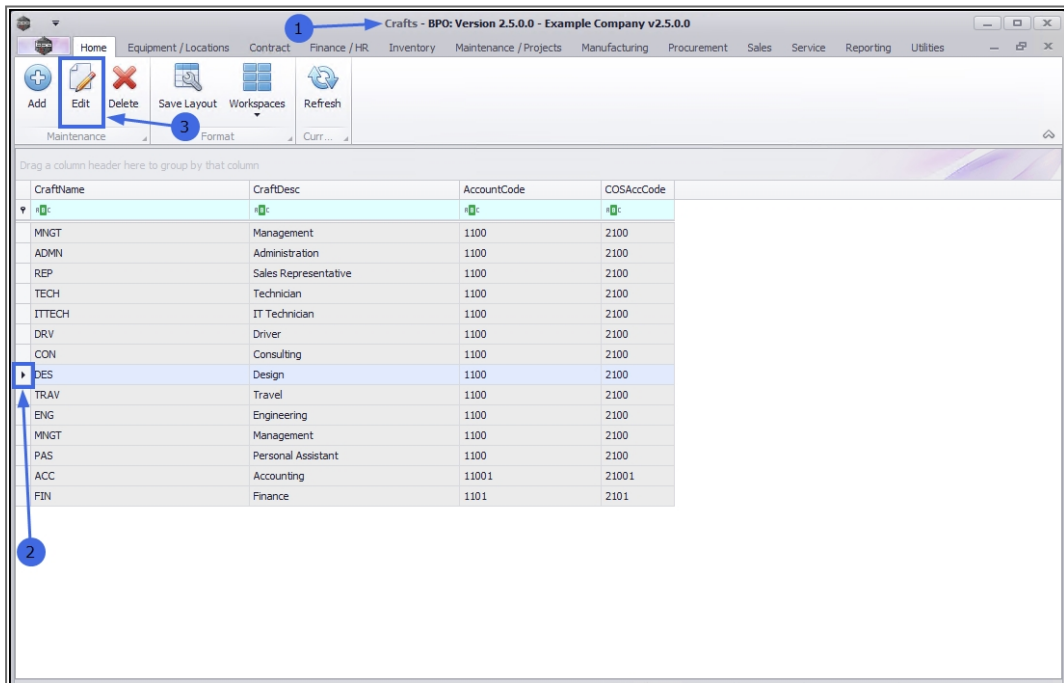 1
Crafts - BPO: Version 2.5.0.0 - Example Company v2.5.0.0
Home Equipment / Locations Contract Finance / HR Inventory Maintenance / Projects Manufacturing Procurement Sales Service Reporting Utilities
Add Edit Delete Save Layout Workspaces Refresh
3
Maintenance Format Curr...
Drag a column header here to group by that column
CraftName CraftDesc AccountCode COSAccCode
MNGT Management 1100 2100
ADMN Administration 1100 2100
REP Sales Representative 1100 2100
TECH Technician 1100 2100
ITTECH IT Technician 1100 2100
DRV Driver 1100 2100
CON Consulting 1100 2100
DES Design 1100 2100
TRAV Travel 1100 2100
ENG Engineering 1100 2100
MNGT Management 1100 2100
PAS Personal Assistant 1100 2100
ACC Accounting 11001 21001
FIN Finance 1101 2101
2